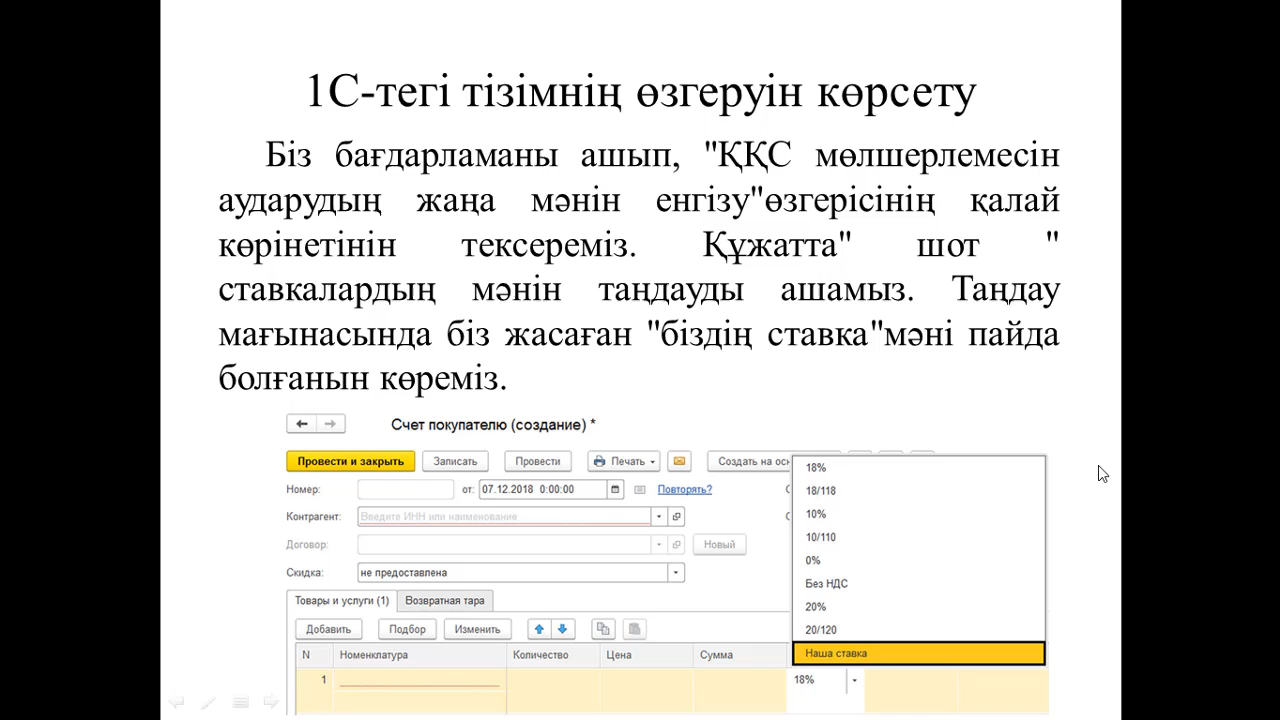 1С-тегі тізімнің өзгеруін көрсету
Біз бағдарламаны ашып, "ҚҚС мөлшерлемесін
аударудың жаңа мәнін енгізу"өзгерісінің қалай
көрінетінін тексереміз. Құжатта" шот "
ставкалардың мәнін таңдауды ашамыз. Таңдау
мағынасында біз жасаған "біздің ставка"мәні пайда
болғанын көреміз.
Счет покупателю (создание) *
Провести и закрыть Записать Провести Печать Создать на осн
Номер: от: 07.12.2018 0:00:00 Повторять?
Контрагент: Введите ИНН или наименование
Договор: Новый
Скидка: не предоставлена
Товары и услуги (1) Возвратная тара
Добавить Подбор Изменить
N Номенклатура Количество Цена Сумма
1 18%
18%
18/118
10%
10/110
0%
Без НДС
20%
20/120
Наша ставка